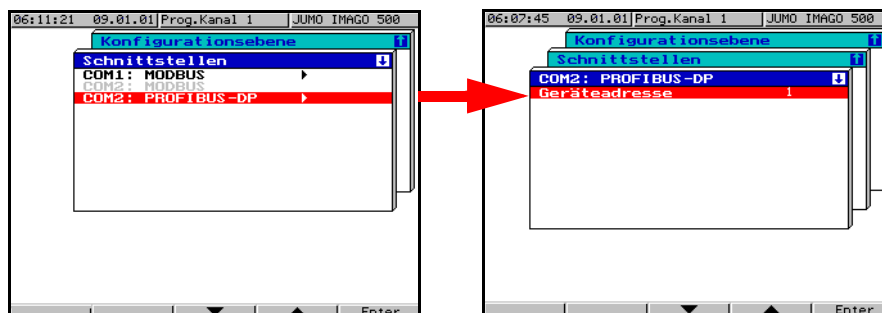 06:11:21 09.01.01 Prog.Kanal 1 JUMO IMAGO 500
Konfigurationsebene
Schnittstellen
COM1: MODBUS
COM2: MODBUS
COM2: PROFIBUS-DP
Enter
06:07:45 09.01.01 Prog.Kanal 1 JUMO IMAGO 500
Konfigurationsebene
Schnittstellen
COM2: PROFIBUS-DP
Geräteadresse 1
Enter